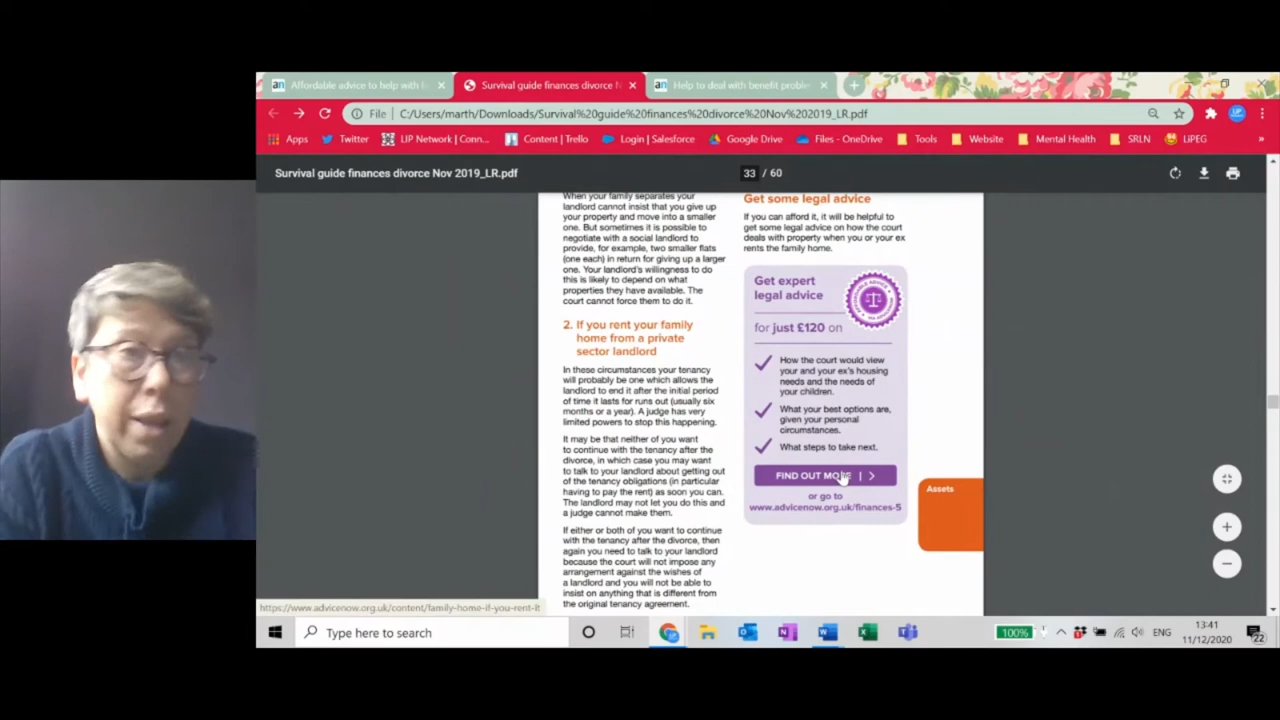 Affordable advice to help with l
Survival guide finances divorce N
Help to deal with benefit proble
File
C:/Users/marth/Downloads/Survival%20guide%20finances%20divorce%20Nov%202019_LR.pdf
Apps
Twitter
LIP Network | Conn...
Content | Trello
Login | Salesforce
Google Drive
Files - OneDrive
Tools
Website
Mental Health
SRLN
LiPEG
Survival guide finances divorce Nov 2019_LR.pdf
33 / 60
When your family separates your
landlord cannot insist that you give up
your property and move into a smaller
one. But sometimes it is possible to
negotiate with a social landlord to
provide, for example, two smaller flats
(one each) in return for giving up a larger
one. Your landlord's willingness to do
this is likely to depend on what
properties they have available. The
court cannot force them to do it.
2. If you rent your family
home from a private
sector landlord
In these circumstances your tenancy
will probably be one which allows the
landlord to end it after the initial period
of time it lasts for runs out (usually six
months or a year). A judge has very
limited powers to stop this happening.
It may be that neither of you want
to continue with the tenancy after the
divorce, in which case you may want
to talk to your landlord about getting out
of the tenancy obligations (in particular
having to pay the rent) as soon you can.
The landlord may not let you do this and
a judge cannot make them.
If either or both of you want to continue
with the tenancy after the divorce, then
again you need to talk to your landlord
because the court will not impose any
arrangement against the wishes of
a landlord and you will not be able to
insist on anything that is different from
the original tenancy agreement.
Get some legal advice
If you can afford it, it will be helpful to
get some legal advice on how the court
deals with property when you or your ex
rents the family home.
Get expert
legal advice
for just £120 on
How the court would view
your and your ex's housing
needs and the needs of
your children.
What your best options are,
given your personal
circumstances.
What steps to take next.
FIND OUT MORE
or go to
www.advicenow.org.uk/finances-5
Assets
https://www.advicenow.org.uk/content/family-home-if-you-rent-it
Type here to search
100%
ENG
13:41
11/12/2020
22